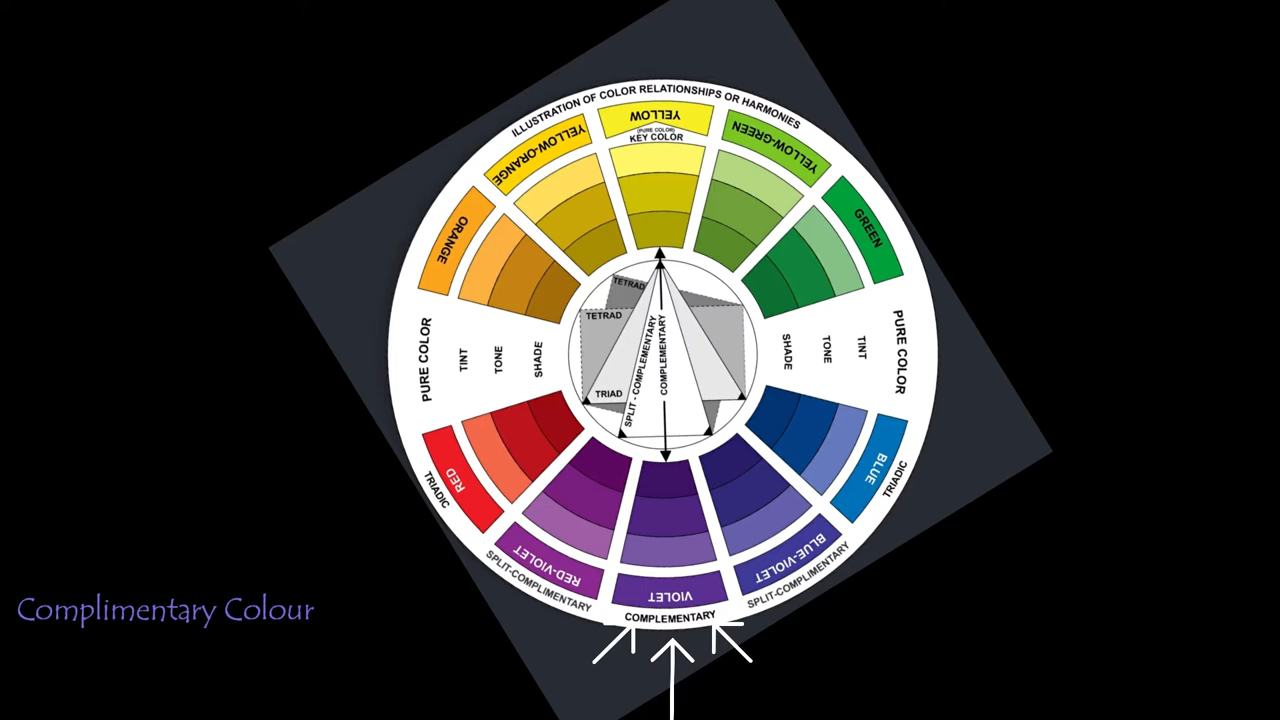 ILLUSTRATION OF COLOR RELATIONSHIPS OR HARMONIES
YELLOW
(PURE COLOR)
KEY COLOR
YELLOW-ORANGE
YELLOW-GREEN
ORANGE
GREEN
TETRAD
TETRAD
PURE COLOR
TINT
TONE
SHADE
SPLIT - COMPLEMENTARY
COMPLEMENTARY
SHADE
TONE
TINT
PURE COLOR
TRIAD
RED
TRIADIC
BLUE
TRIADIC
RED-VIOLET
SPLIT-COMPLIMENTARY
VIOLET
COMPLEMENTARY
BLUE-VIOLET
SPLIT-COMPLIMENTARY
Complimentary Colour